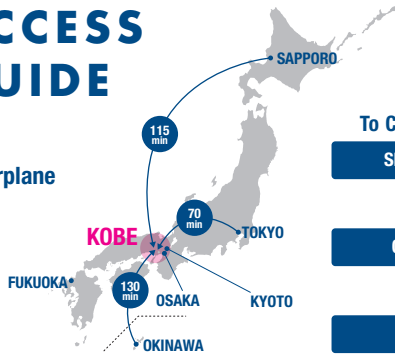 CCESS
UIDE
SAPPORO
To C
115
min
S
rplane
70
min
KOBE
TOKYO
FUKUOKA
130
min
OSAKA
KYOTO
OKINAWA